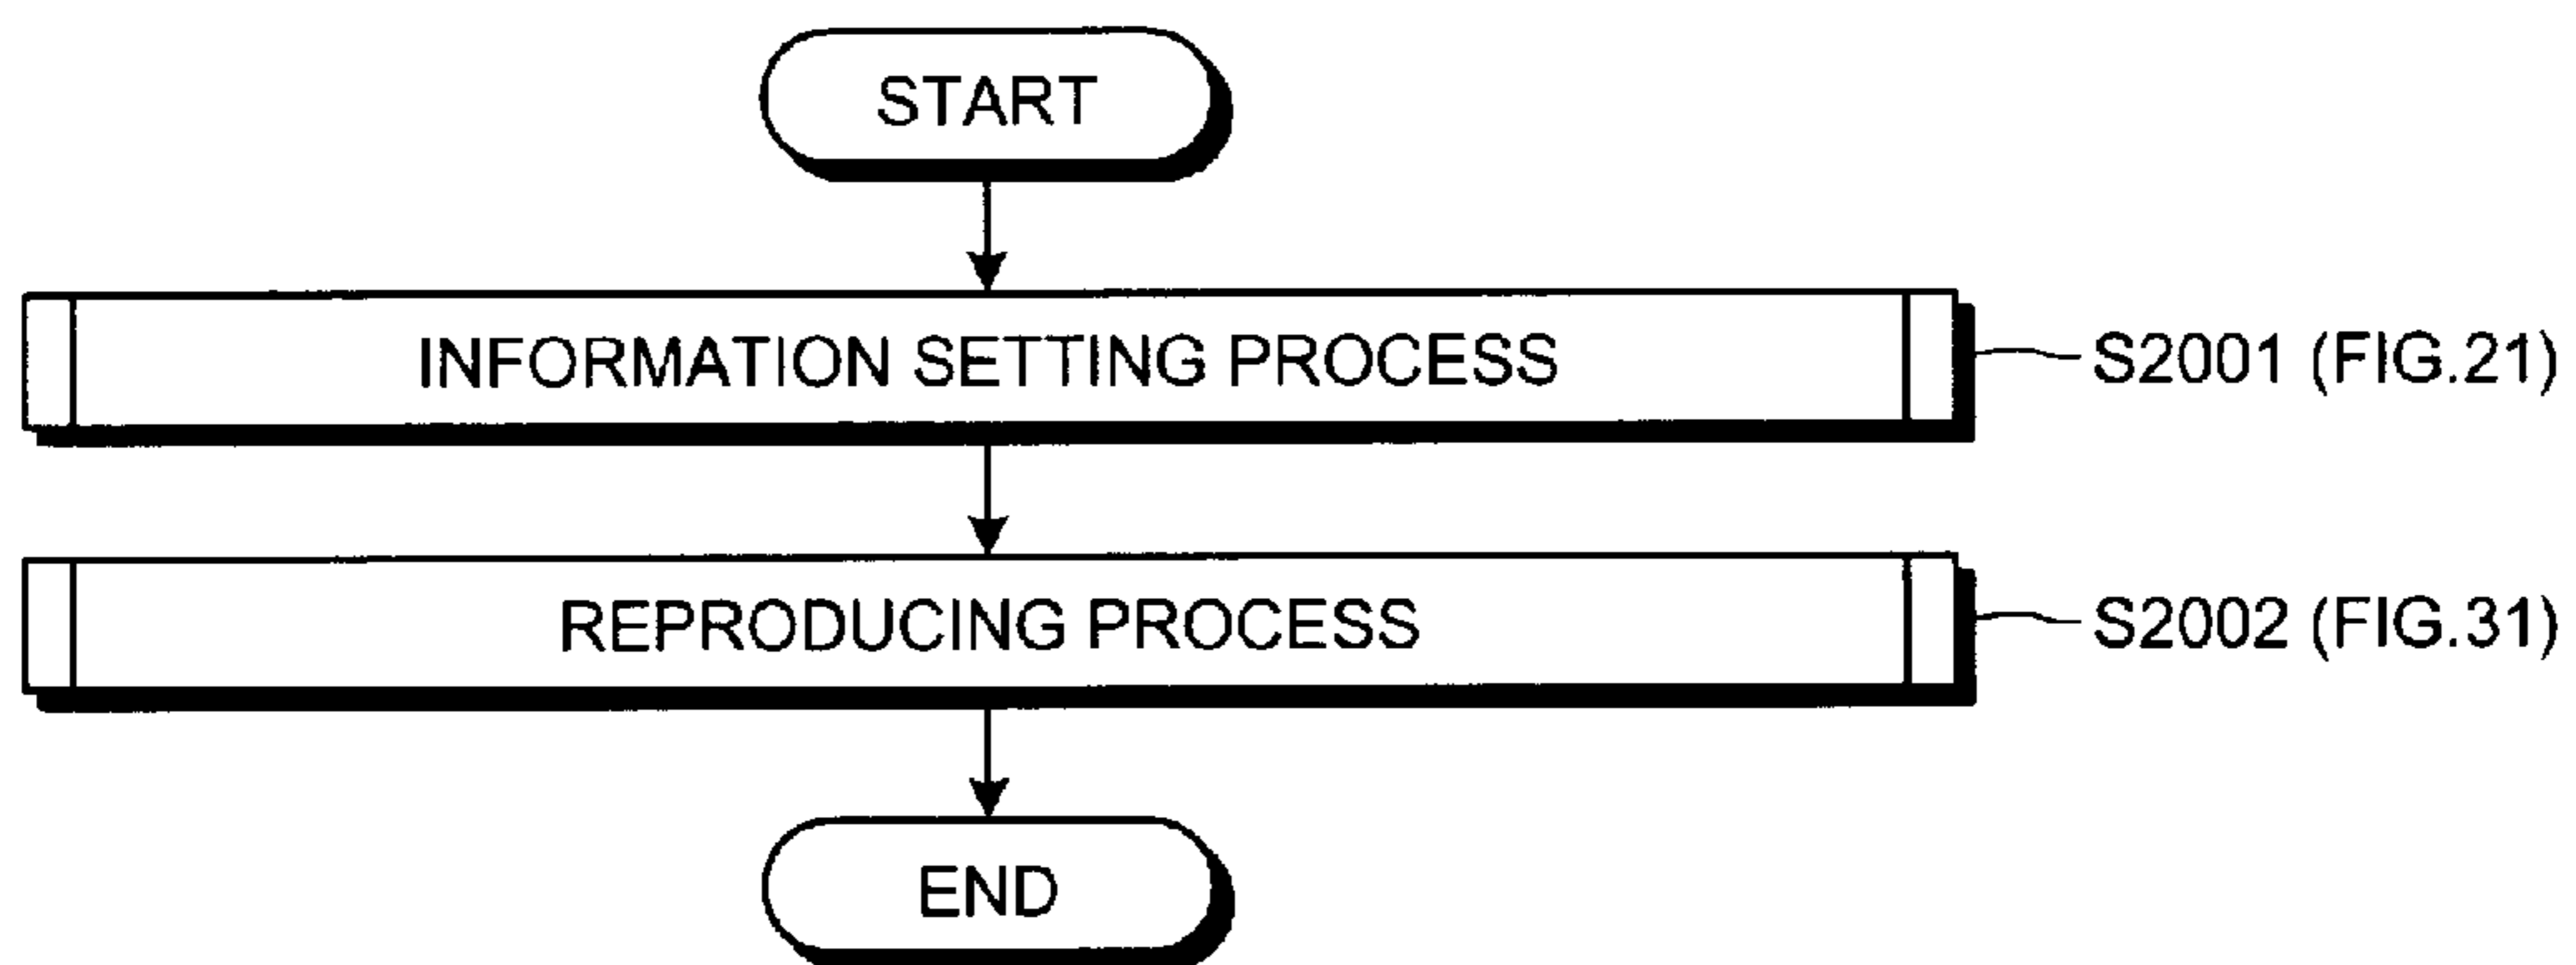 START
INFORMATION SETTING PROCESS
S2001 (FIG.21)
REPRODUCING PROCESS
S2002 (FIG.31)
END